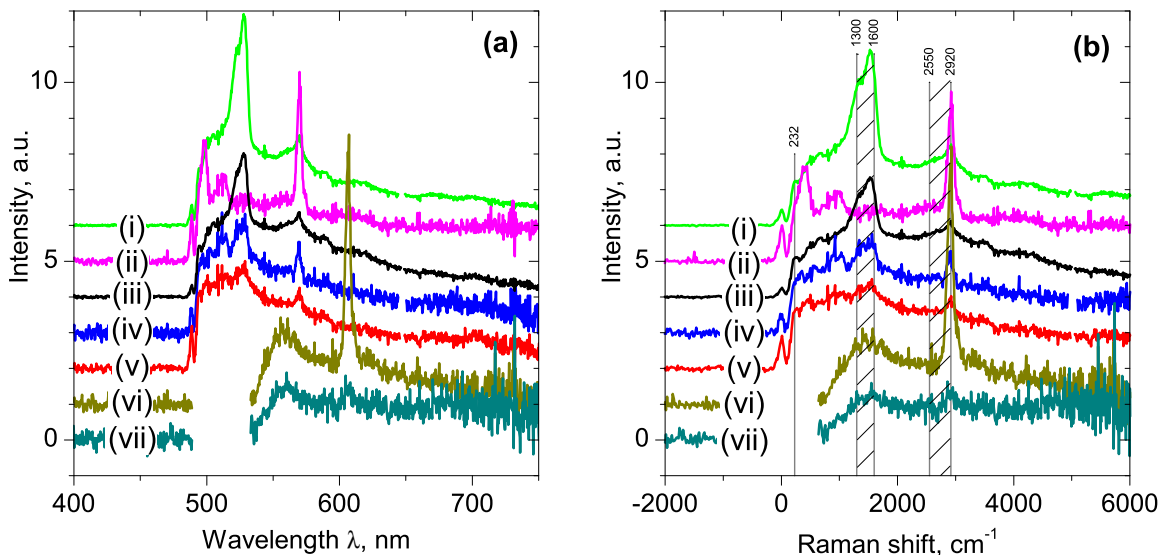 (a)
10
5
0
Intensity, a.u.
(i)
(ii)
(iii)
(iv)
(v)
(vi)
(vii)
400 500 600 700
Wavelength λ, nm
(b)
1300
1600
2550
2920
232
10
5
0
Intensity, a.u.
(i)
(ii)
(iii)
(iv)
(v)
(vi)
(vii)
-2000 0 2000 4000 6000
Raman shift, cm⁻¹